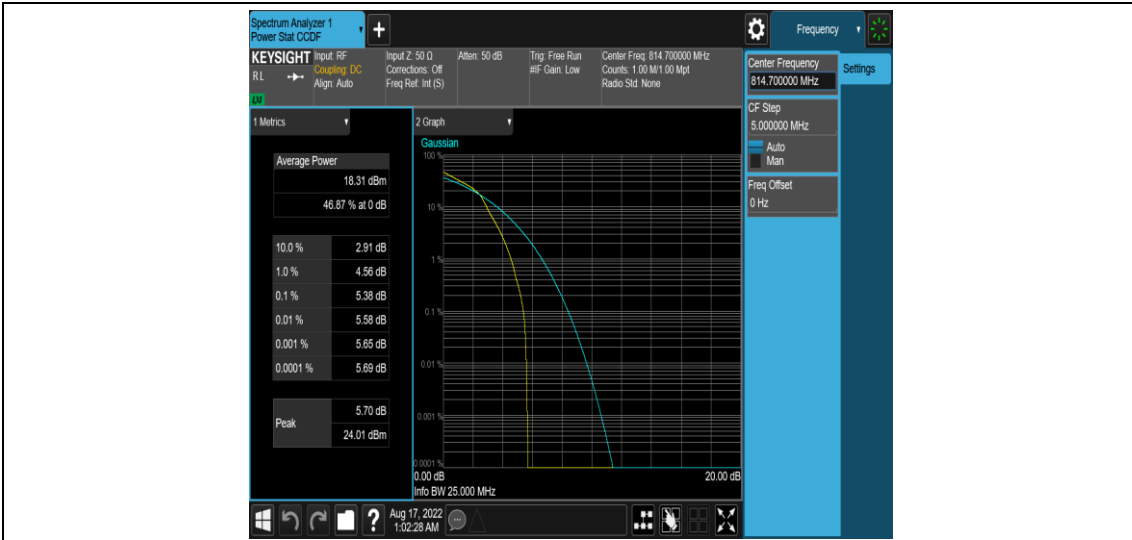 Spectrum Analyzer 1
Power Stat CCDF
+
Frequency
KEYSIGHT
RL
LXI
Input: RF
Coupling: DC
Align: Auto
Input Z: 50 Ω
Corrections: Off
Freq Ref: Int (S)
Atten: 50 dB
Trig: Free Run
#IF Gain: Low
Center Freq: 814.700000 MHz
Counts: 1.00 M/1.00 Mpt
Radio Std: None
Center Frequency
814.700000 MHz
Settings
CF Step
5.000000 MHz
Auto
Man
Freq Offset
0 Hz
1 Metrics
Average Power
18.31 dBm
46.87 % at 0 dB
10.0 % 2.91 dB
1.0 % 4.56 dB
0.1 % 5.38 dB
0.01 % 5.58 dB
0.001 % 5.65 dB
0.0001 % 5.69 dB
Peak
5.70 dB
24.01 dBm
2 Graph
Gaussian
100 %
10 %
1 %
0.1 %
0.01 %
0.001 %
0.0001 %
0.00 dB 20.00 dB
Info BW 25.000 MHz
?
Aug 17, 2022
1:02:28 AM